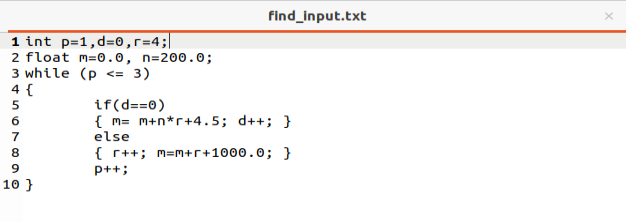 find_input.txt
1 int p=1,d=0,r=4;
2 float m=0.0, n=200.0;
3 while (p <= 3)
4 {
5         if(d==0)
6         { m= m+n*r+4.5; d++; }
7         else
8         { r++; m=m+r+1000.0; }
9         p++;
10 }